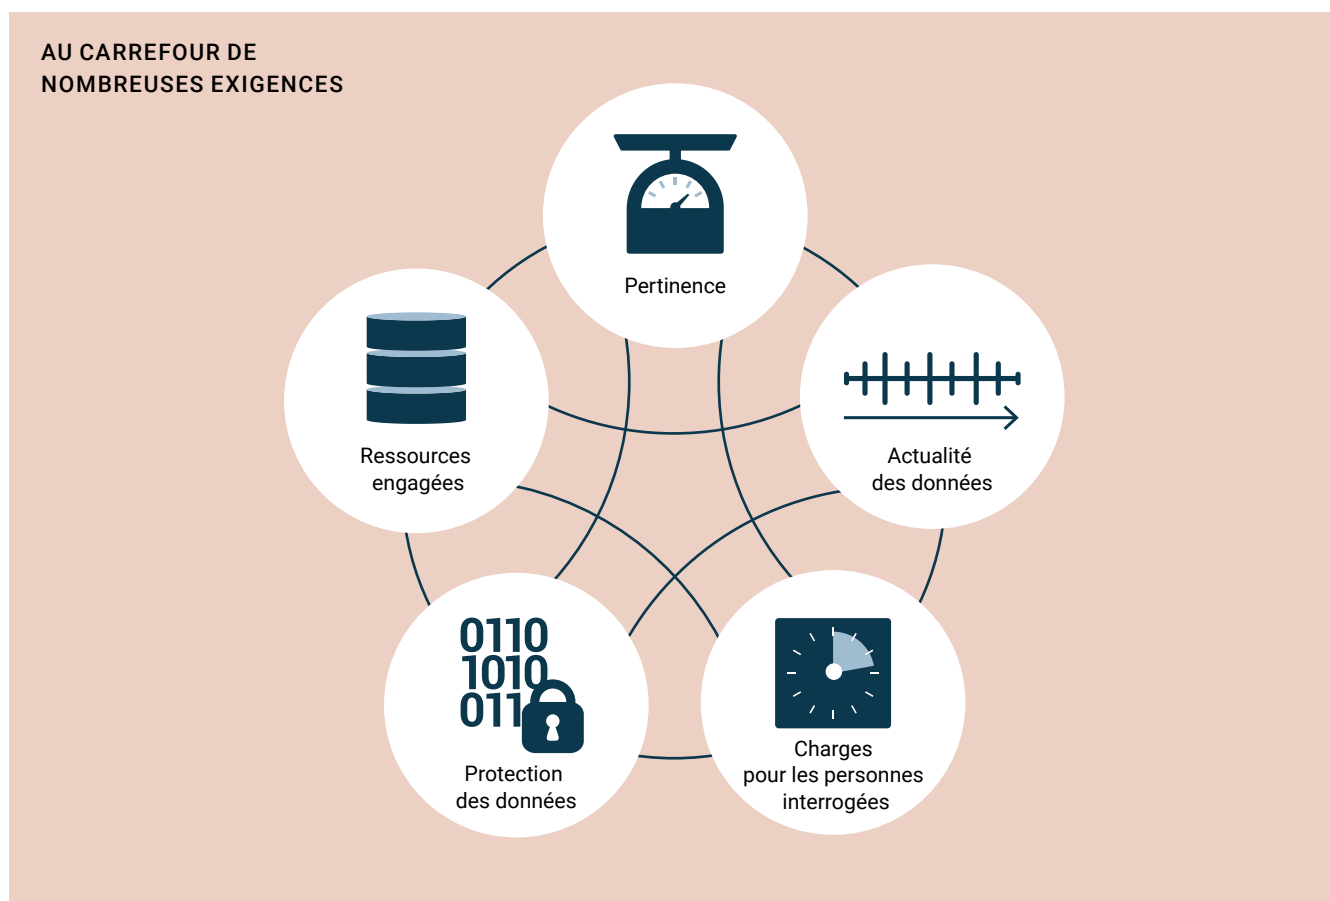 AU CARREFOUR DE
NOMBREUSES EXIGENCES
Pertinence
Ressources
engagées
Actualité
des données
0110
1010
011
Protection
des données
Charges
pour les personnes
interrogées